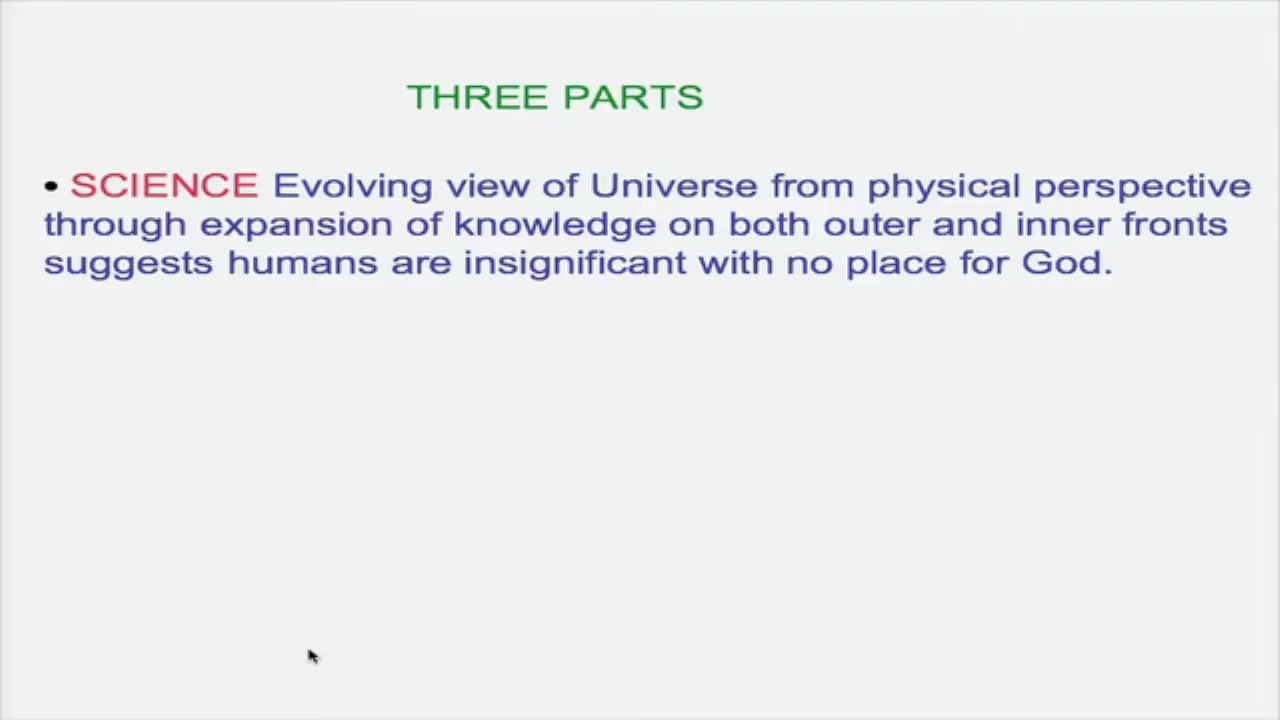 THREE PARTS
• SCIENCE Evolving view of Universe from physical perspective
through expansion of knowledge on both outer and inner fronts
suggests humans are insignificant with no place for God.